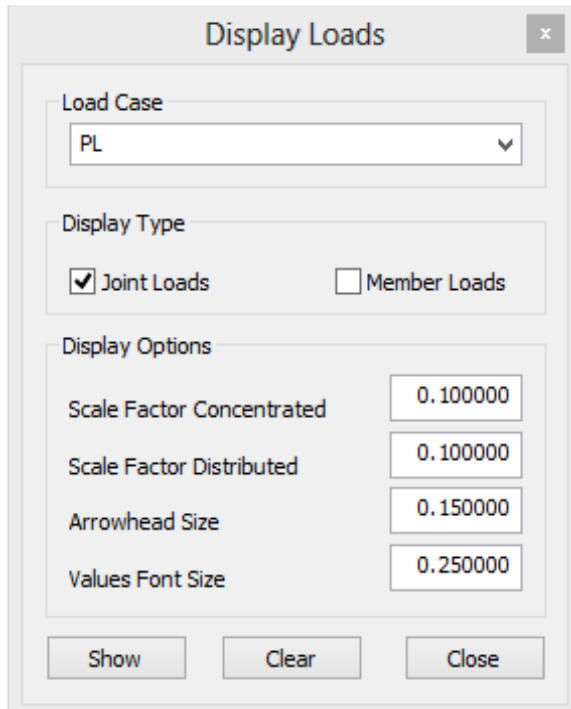 Display Loads
x
Load Case
PL
Display Type
Joint Loads Member Loads
Display Options
Scale Factor Concentrated 0.100000
Scale Factor Distributed 0.100000
Arrowhead Size 0.150000
Values Font Size 0.250000
Show Clear Close